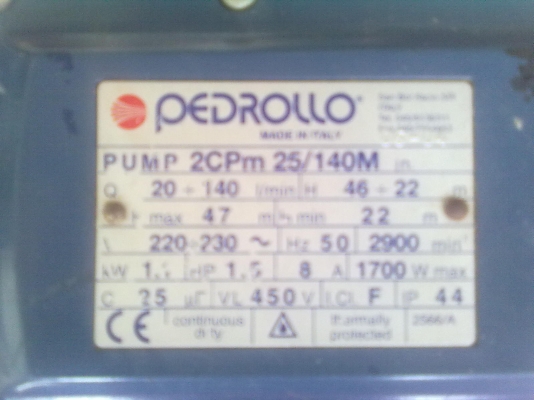 PEDROLLO
MADE IN ITALY
PUMP 2CPm 25/140M
Q 20 ÷ 140 l/min H 46 ÷ 22 m
H max 47 m H min 22 m
V 220÷230 ~ Hz 50 2900 min
kW HP 1.5 8 A 1700 W max
C 25 µF VL 450 V I.Cl. F IP 44
CE continuous duty thermally protected 2566/A